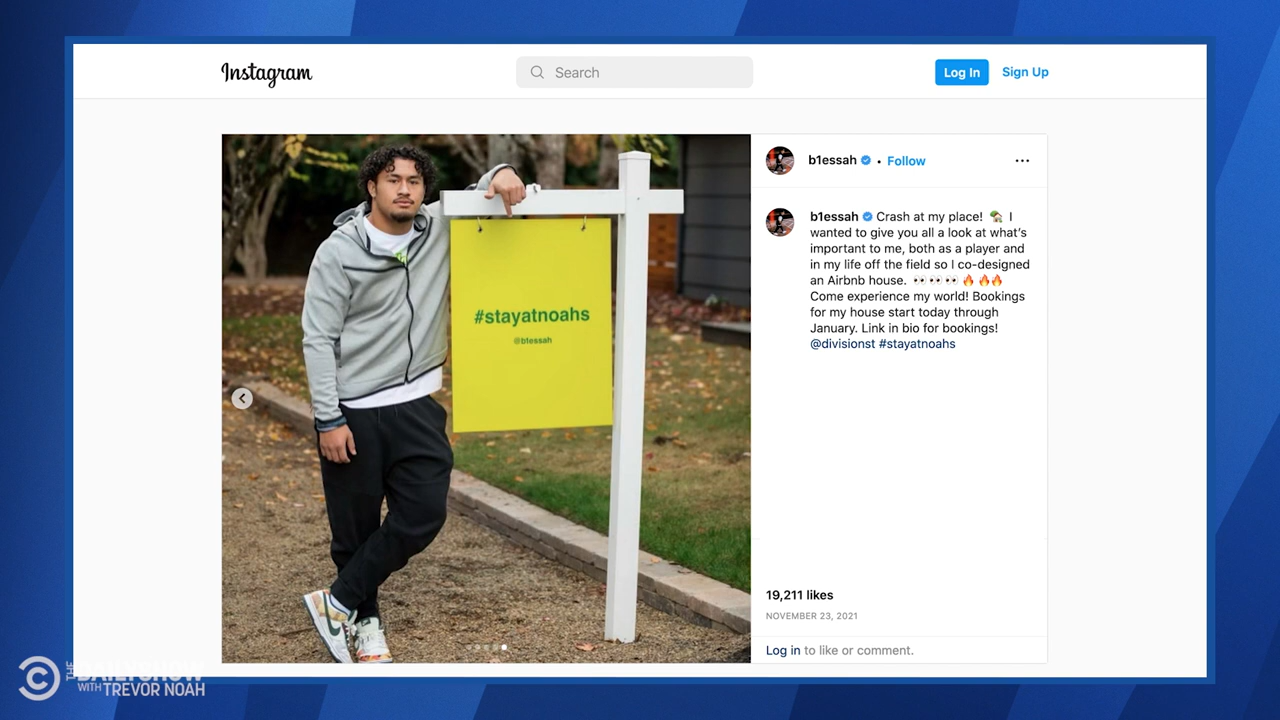 Instagram
Search
Log In
Sign Up
#stayatnoahs
@b1essah
b1essah • Follow
b1essah Crash at my place! 🏡 I
wanted to give you all a look at what's
important to me, both as a player and
in my life off the field so I co-designed
an Airbnb house. 👀👀👀 🔥 🔥🔥
Come experience my world! Bookings
for my house start today through
January. Link in bio for bookings!
@divisionst #stayatnoahs
19,211 likes
NOVEMBER 23, 2021
Log in to like or comment.
THE DAILY SHOW
WITH TREVOR NOAH